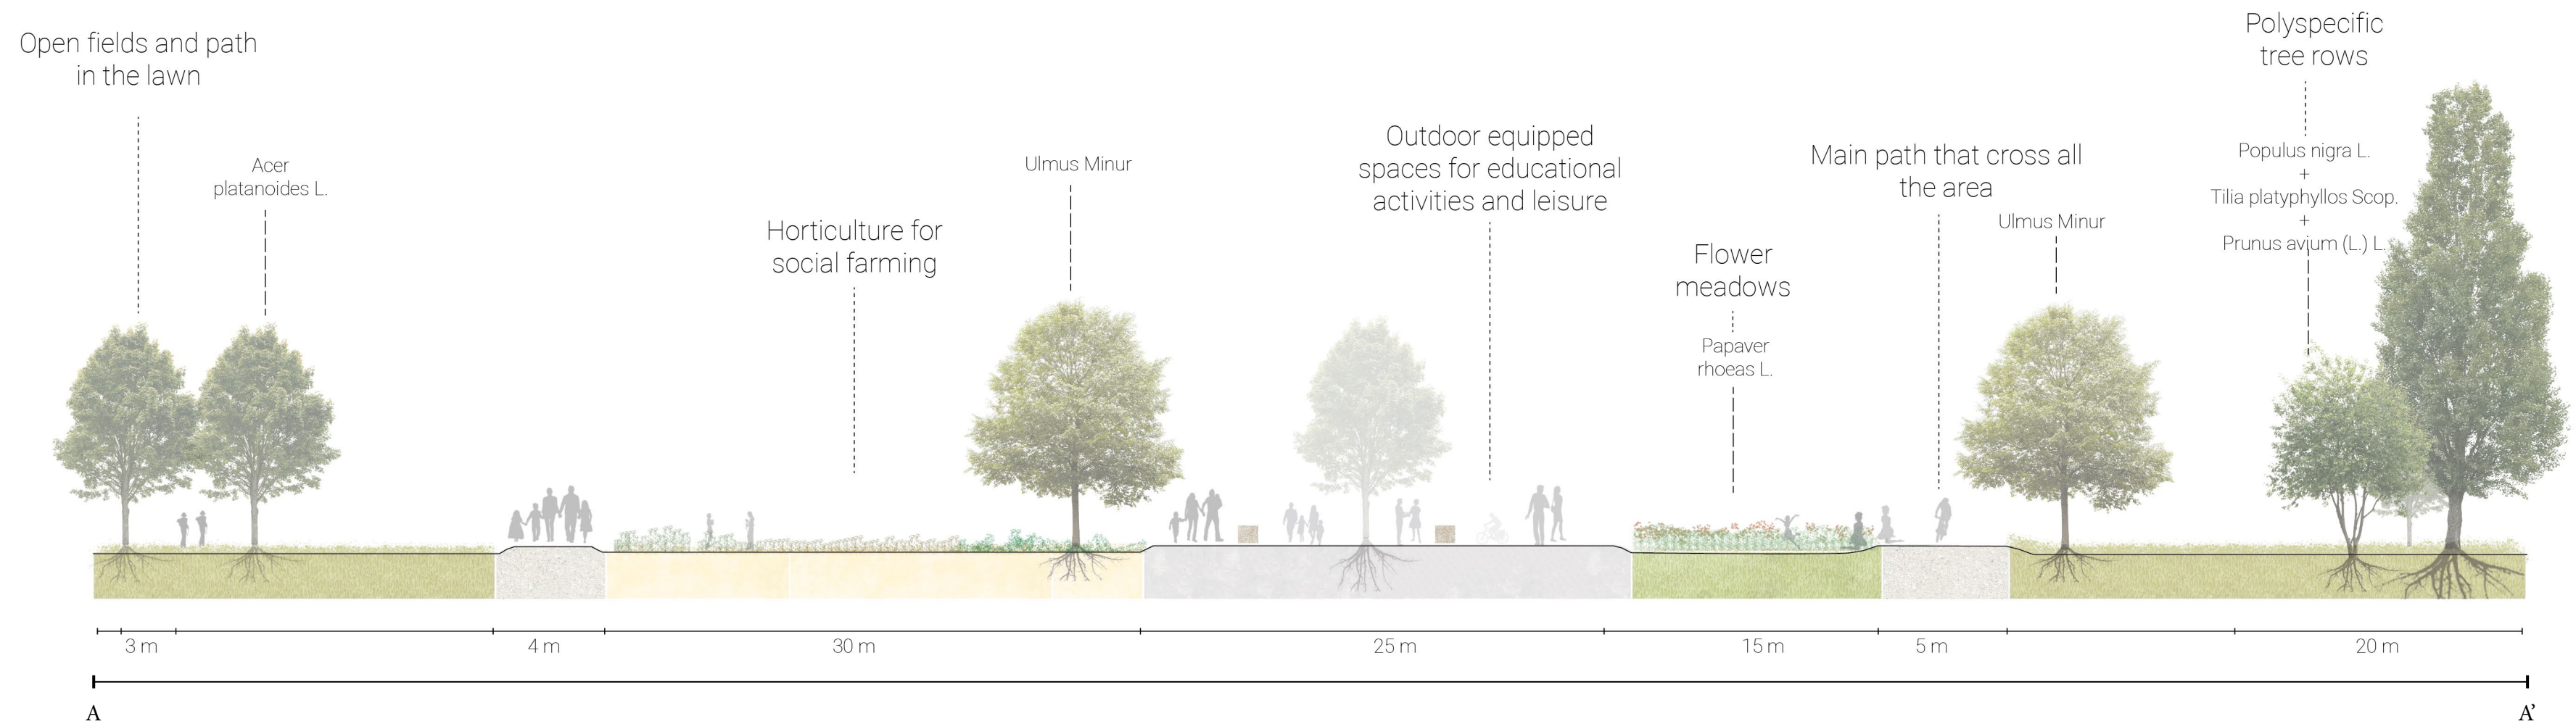 Open fields and path
in the lawn
Acer
platanoides L.
Horticulture for
social farming
Ulmus Minur
Outdoor equipped
spaces for educational
activities and leisure
Flower
meadows
Papaver
rhoeas L.
Main path that cross all
the area
Ulmus Minur
Polyspecific
tree rows
Populus nigra L.
+
Tilia platyphyllos Scop.
+
Prunus avium (L.) L.
3 m
4 m
30 m
25 m
15 m
5 m
20 m
A
A’